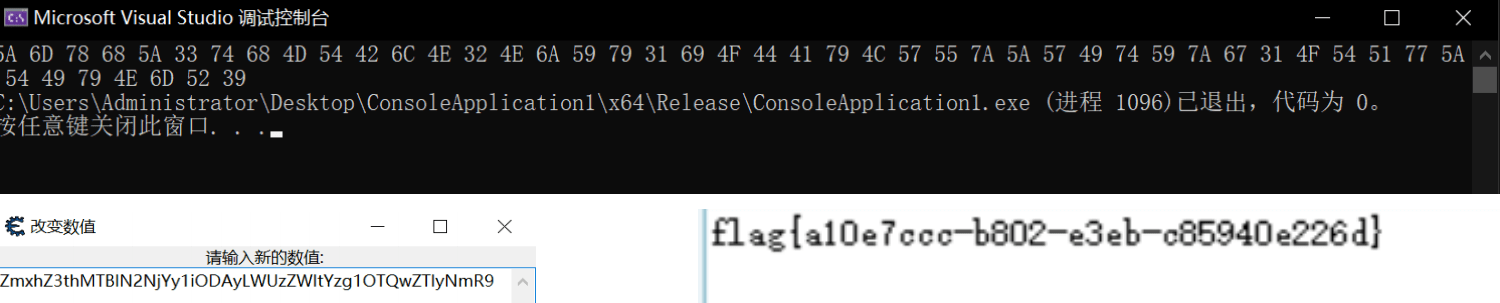 Microsoft Visual Studio 调试控制台
5A 6D 78 68 5A 33 74 68 4D 54 42 6C 4E 32 4E 6A 59 79 31 69 4F 44 41 79 4C 57 55 7A 5A 57 49 74 59 7A 67 31 4F 54 51 77 5A
54 49 79 4E 6D 52 39
C:\Users\Administrator\Desktop\ConsoleApplication1\x64\Release\ConsoleApplication1.exe (进程 1096)已退出，代码为 0。
按任意键关闭此窗口. . .
改变数值
请输入新的数值:
ZmxhZ3thMTBlN2NjYy1iODAyLWUzZWItYzg1OTQwZTIyNmR9
flag{a10e7ccc-b802-e3eb-c85940e226d}